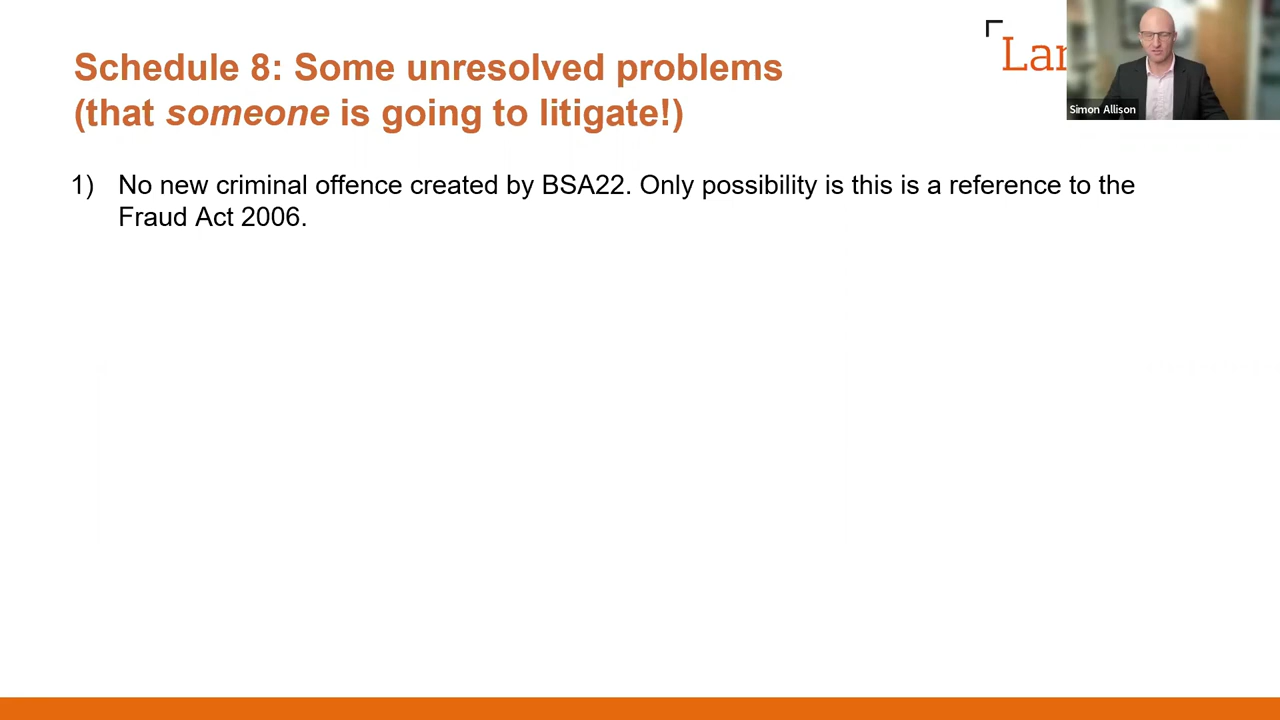 Schedule 8: Some unresolved problems
(that someone is going to litigate!)
Lan
Simon Allison
1) No new criminal offence created by BSA22. Only possibility is this is a reference to the
Fraud Act 2006.